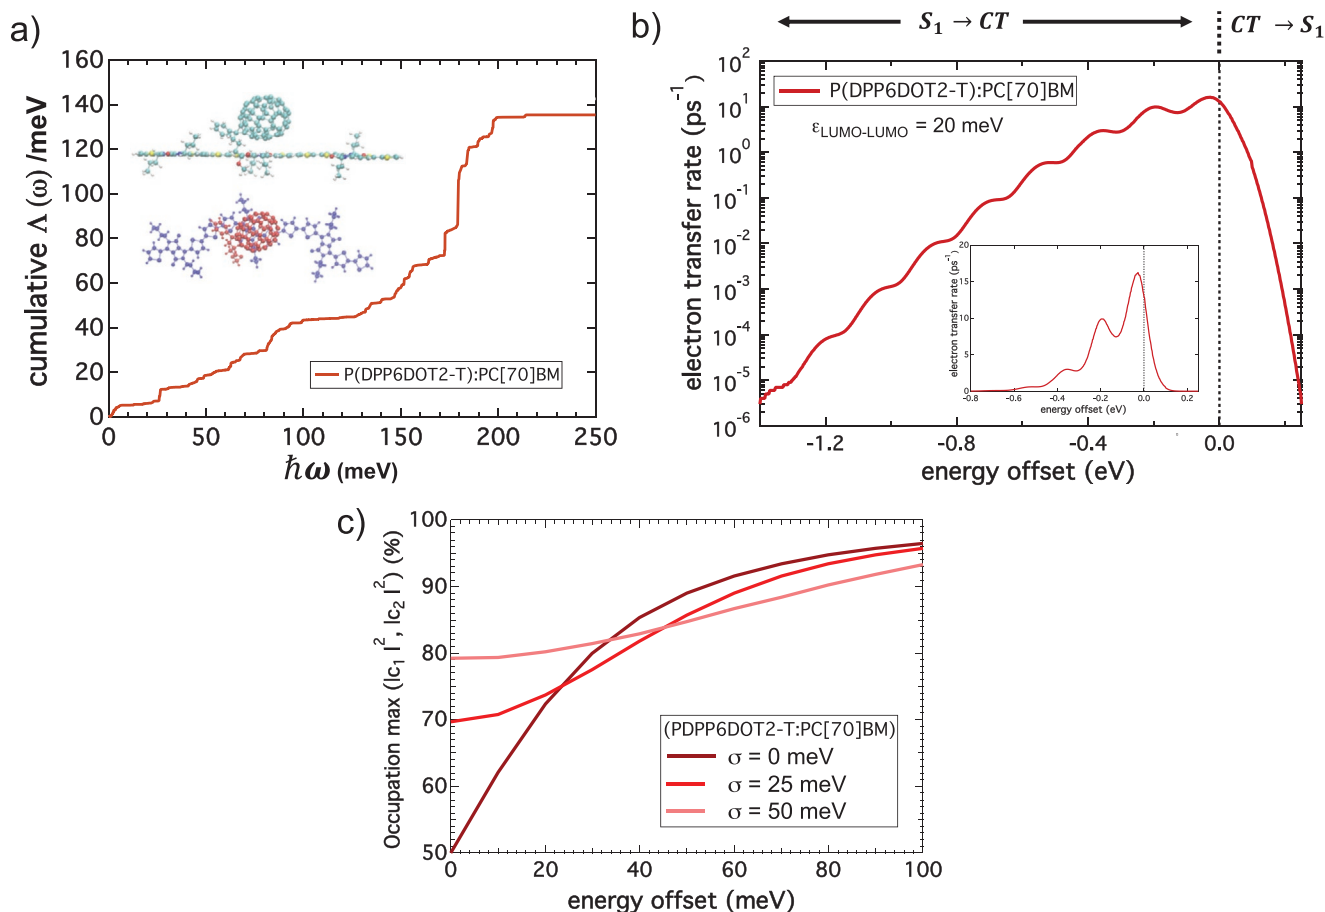 a)
cumulative Λ (ω) /meV
160
140
120
100
80
60
40
20
0
P(DPP6DOT2-T):PC[70]BM
0 50 100 150 200 250
ħω (meV)
b)
S1 → CT
CT → S1
electron transfer rate (ps-1)
10^2
10^1
10^0
10^-1
10^-2
10^-3
10^-4
10^-5
10^-6
P(DPP6DOT2-T):PC[70]BM
εLUMO-LUMO = 20 meV
electron transfer rate (ps-1)
20
15
10
5
0
-0.8 -0.6 -0.4 -0.2 0.0 0.2
energy offset (eV)
-1.2 -0.8 -0.4 0.0
energy offset (eV)
c)
Occupation max (|c1|^2, |c2|^2) (%)
100
90
80
70
60
50
(PDPP6DOT2-T:PC[70]BM)
σ = 0 meV
σ = 25 meV
σ = 50 meV
0 20 40 60 80 100
energy offset (meV)